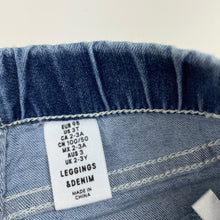 EUR 98
US 3T
CA 2-3A
CN 100/50
MX 2-3A
AUS 3
UK 2-3Y
LEGGINGS
&DENIM
MADE IN
CHINA